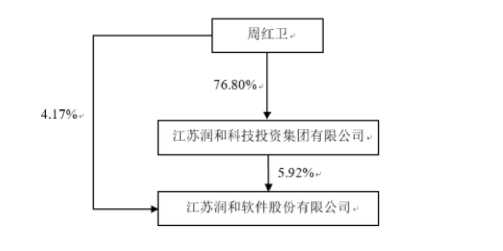 周红卫
76.80%
4.17%
江苏润和科技投资集团有限公司
5.92%
江苏润和软件股份有限公司